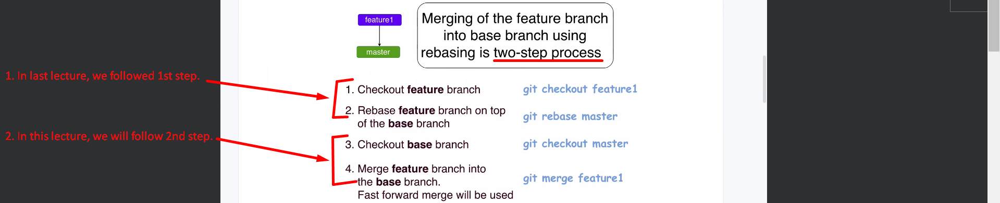 feature1
master
Merging of the feature branch
into base branch using
rebasing is two-step process
1. In last lecture, we followed 1st step.
1. Checkout feature branch
git checkout feature1
2. Rebase feature branch on top
of the base branch
git rebase master
2. In this lecture, we will follow 2nd step.
3. Checkout base branch
git checkout master
4. Merge feature branch into
the base branch.
Fast forward merge will be used
git merge feature1